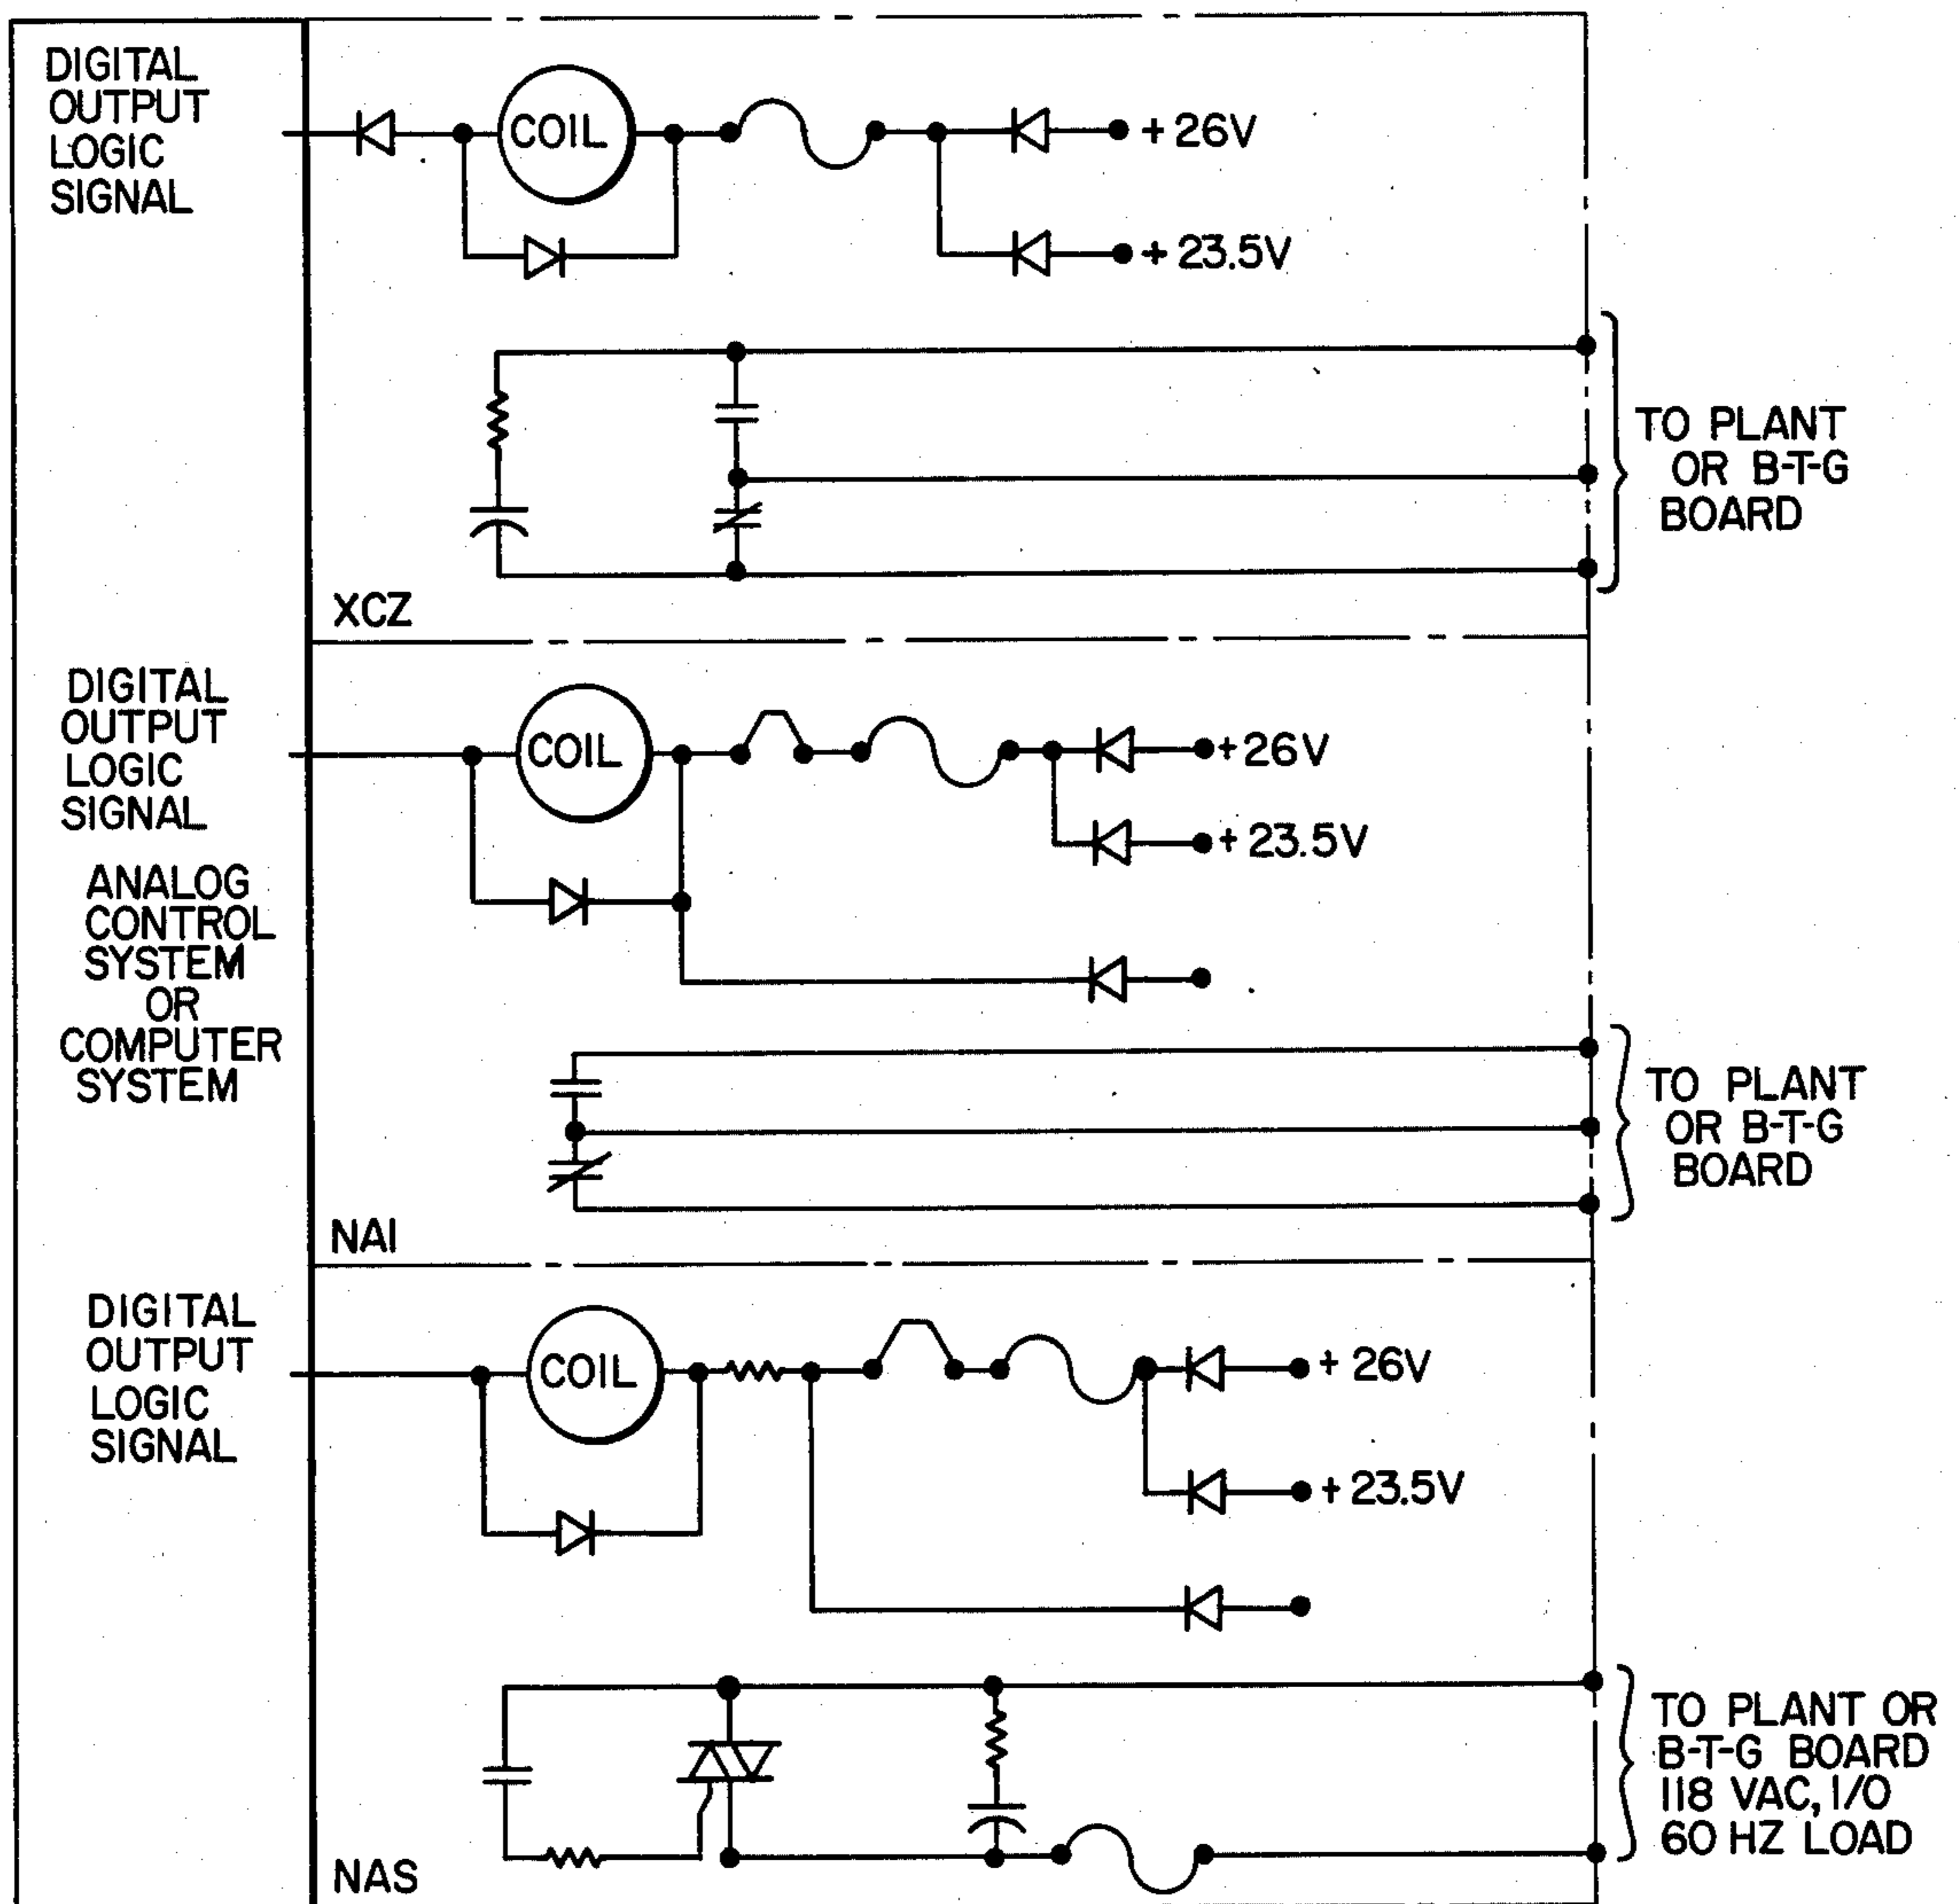 DIGITAL
OUTPUT
LOGIC
SIGNAL
COIL
+ 26V
+ 23.5V
TO PLANT
OR B-T-G
BOARD
XCZ
DIGITAL
OUTPUT
LOGIC
SIGNAL
COIL
+26V
+ 23.5V
ANALOG
CONTROL
SYSTEM
OR
COMPUTER
SYSTEM
TO PLANT
OR B-T-G
BOARD
NAI
DIGITAL
OUTPUT
LOGIC
SIGNAL
COIL
+ 26V
+ 23.5V
TO PLANT OR
B-T-G BOARD
118 VAC, I/O
60 HZ LOAD
NAS